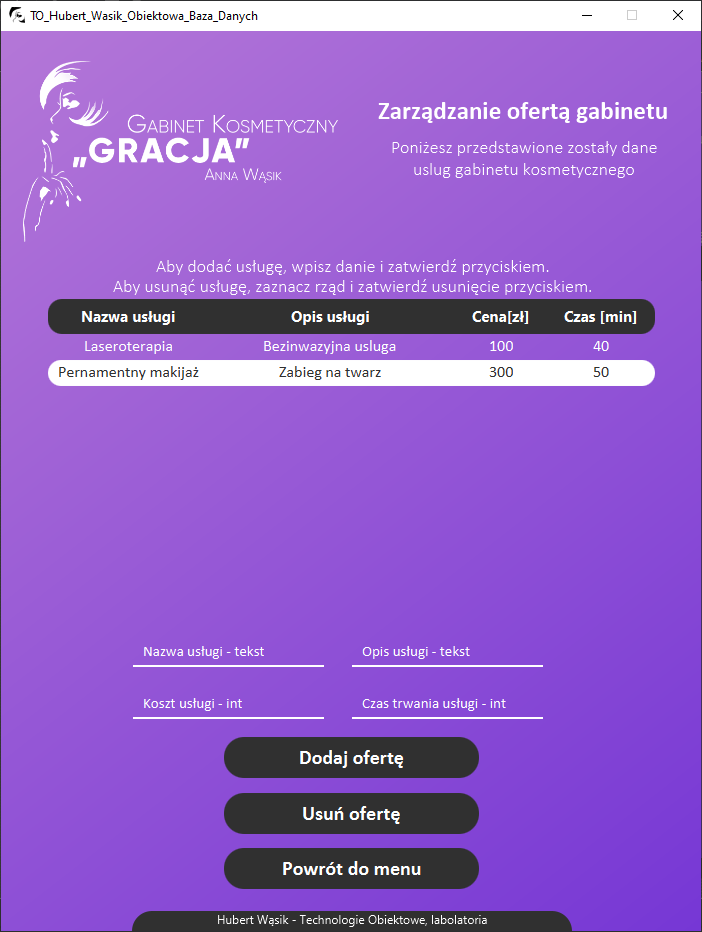 TO_Hubert_Wasik_Obiektowa_Baza_Danych
GABINET KOSMETYCZNY
„GRACJA”
ANNA WĄSIK
Zarządzanie ofertą gabinetu
Poniżesz przedstawione zostały dane
uslug gabinetu kosmetycznego
Aby dodać usługę, wpisz danie i zatwierdź przyciskiem.
Aby usunąć usługę, zaznacz rząd i zatwierdź usunięcie przyciskiem.
Nazwa usługi Opis usługi Cena[zł] Czas [min]
Laseroterapia Bezinwazyjna usluga 100 40
Pernamentny makijaż Zabieg na twarz 300 50
Nazwa usługi - tekst Opis usługi - tekst
Koszt usługi - int Czas trwania usługi - int
Dodaj ofertę
Usuń ofertę
Powrót do menu
Hubert Wąsik - Technologie Obiektowe, labolatoria